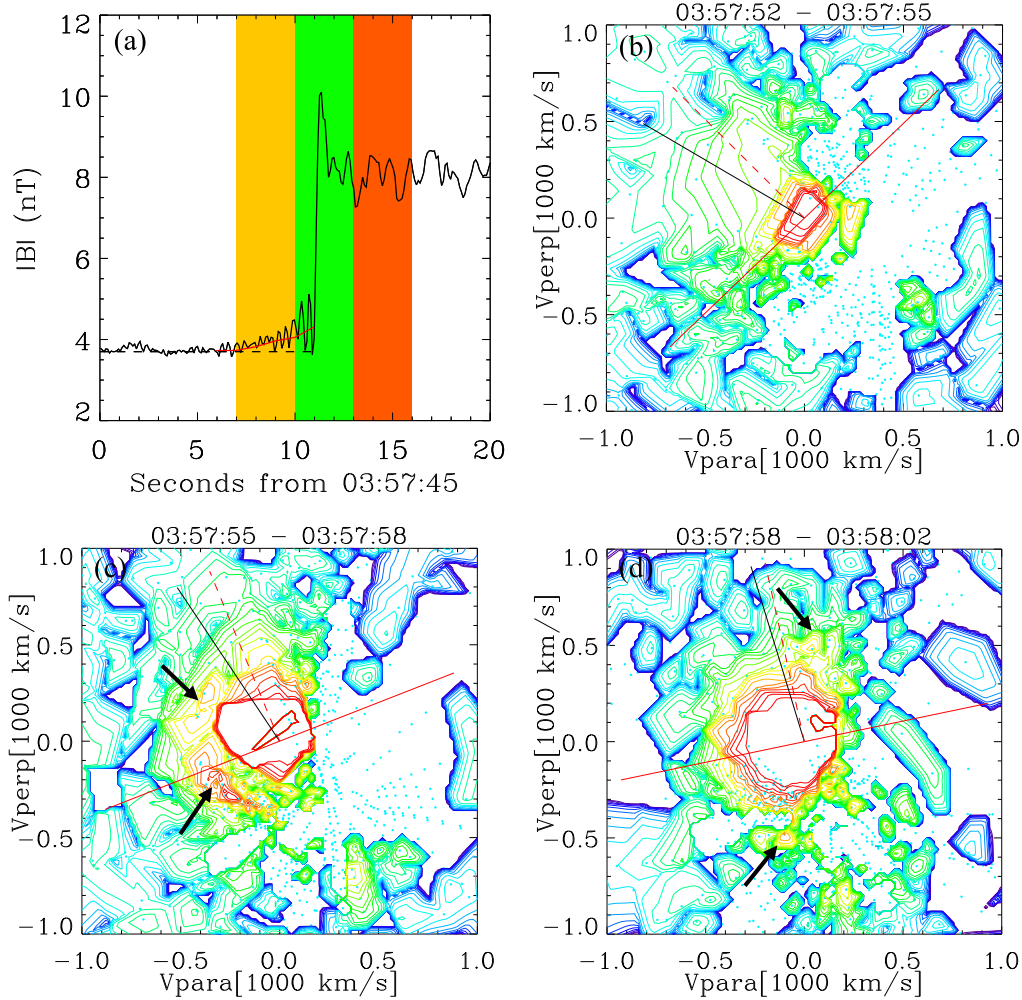 (a)
12
10
8
6
4
2
|B| (nT)
0 5 10 15 20
Seconds from 03:57:45
03:57:52 – 03:57:55
(b)
1.0
0.5
0.0
-0.5
-1.0
Vperp[1000 km/s]
-1.0 -0.5 0.0 0.5 1.0
Vpara[1000 km/s]
03:57:55 – 03:57:58
(c)
1.0
0.5
0.0
-0.5
-1.0
Vperp[1000 km/s]
-1.0 -0.5 0.0 0.5 1.0
Vpara[1000 km/s]
03:57:58 – 03:58:02
(d)
1.0
0.5
0.0
-0.5
-1.0
Vperp[1000 km/s]
-1.0 -0.5 0.0 0.5 1.0
Vpara[1000 km/s]